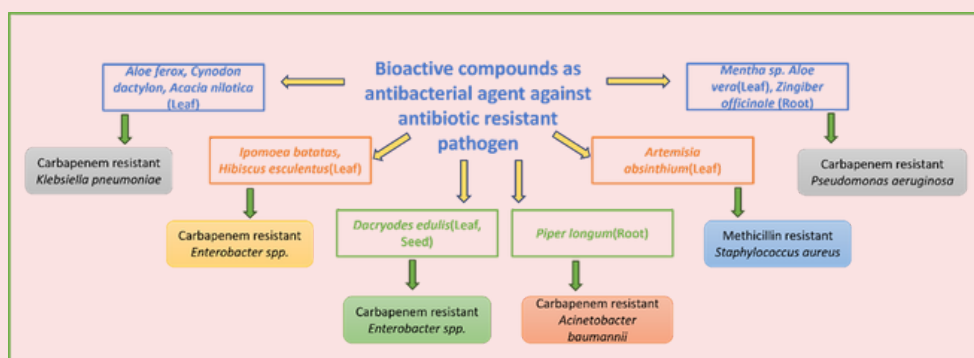 Bioactive compounds as
antibacterial agent against
antibiotic resistant
pathogen
Aloe ferox, Cynodon
dactylon, Acacia nilotica
(Leaf)
Carbapenem resistant
Klebsiella pneumoniae
Ipomoea batatas,
Hibiscus esculentus(Leaf)
Carbapenem resistant
Enterobacter spp.
Dacryodes edulis(Leaf,
Seed)
Carbapenem resistant
Enterobacter spp.
Piper longum(Root)
Carbapenem resistant
Acinetobacter
baumannii
Artemisia
absinthium(Leaf)
Methicillin resistant
Staphylococcus aureus
Mentha sp. Aloe
vera(Leaf), Zingiber
officinale (Root)
Carbapenem resistant
Pseudomonas aeruginosa